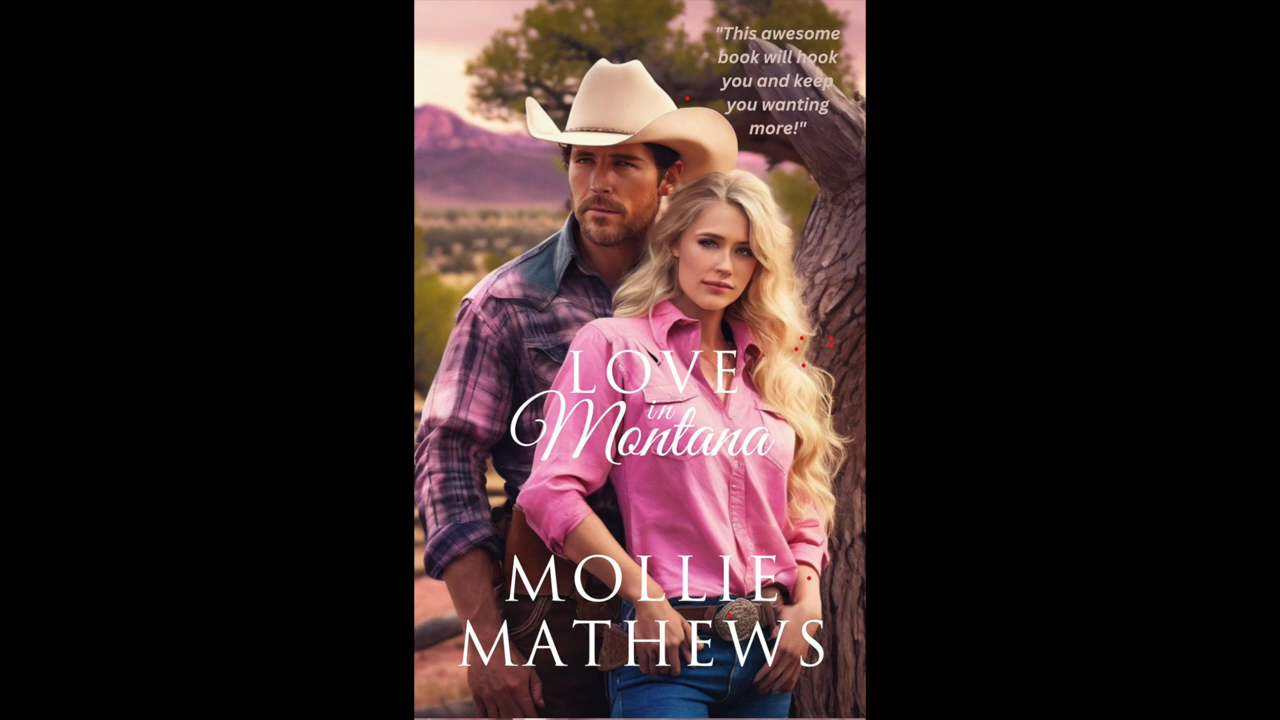 "This awesome
book will hook
you and keep
you wanting
more!"
LOVE
in
Montana
MOLLIE
MATHEWS